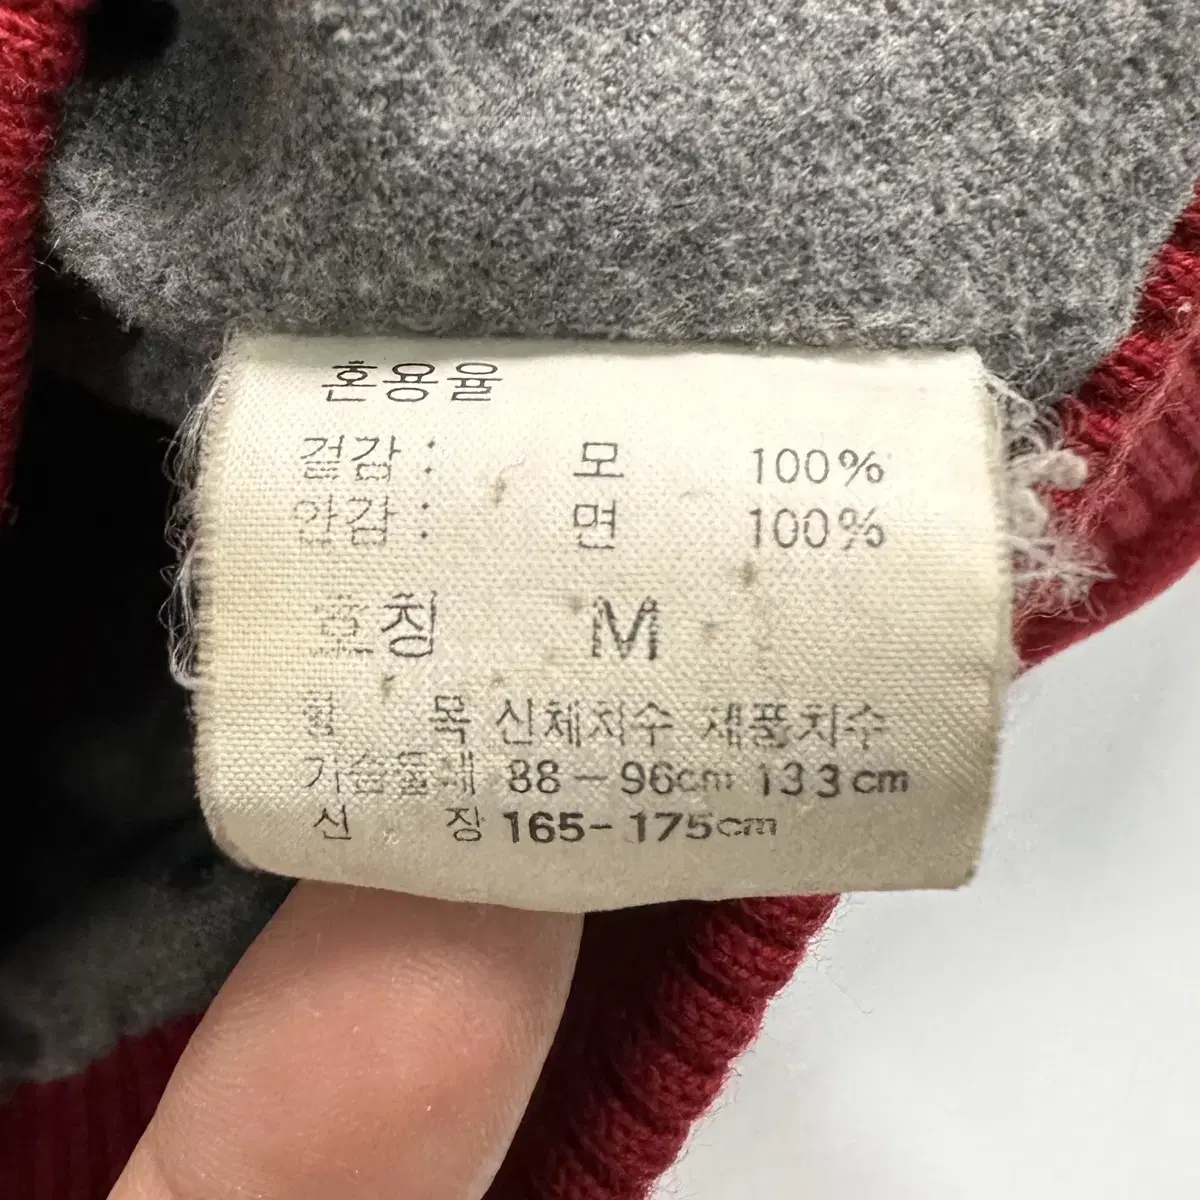 혼용율
겉감 : 모 100%
안감 : 면 100%
호칭 M
항 목 신체치수 제품치수
가슴둘레 88-96cm 133cm
신 장 165-175cm